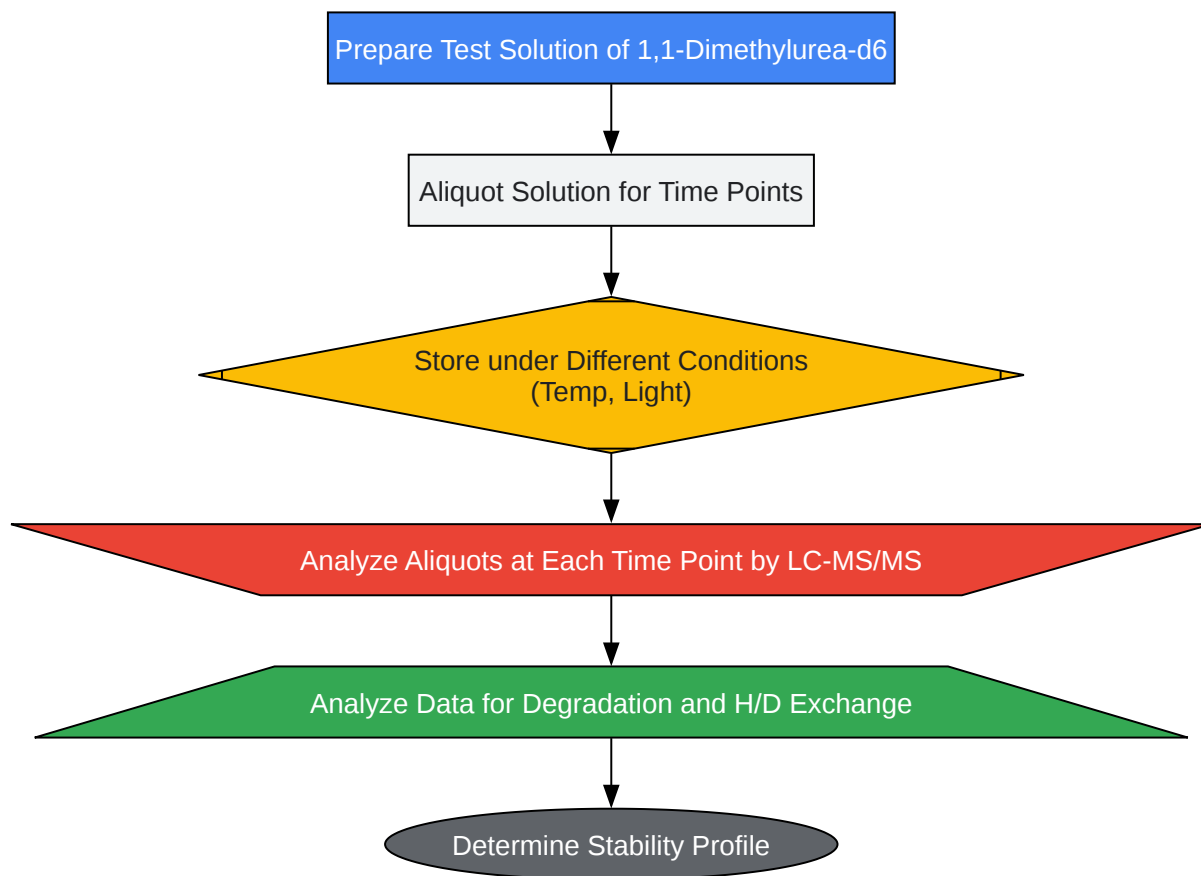 Prepare Test Solution of 1,1-Dimethylurea-d6
Aliquot Solution for Time Points
Store under Different Conditions
(Temp, Light)
Analyze Aliquots at Each Time Point by LC-MS/MS
Analyze Data for Degradation and H/D Exchange
Determine Stability Profile